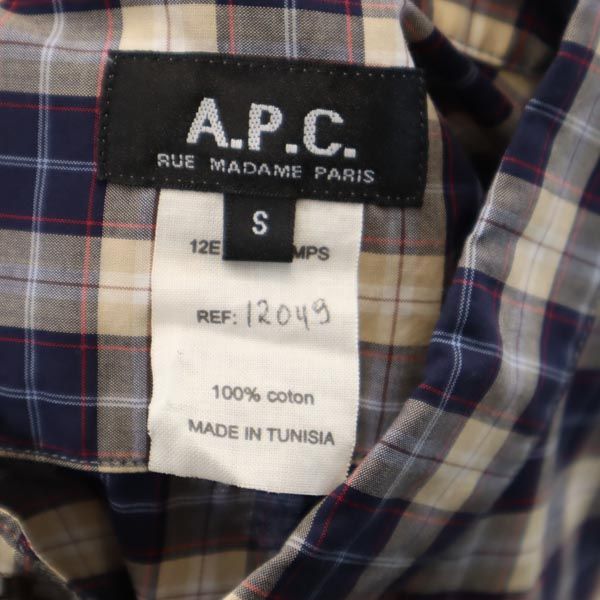 A.P.C.
RUE MADAME PARIS
S
12E MPS
REF: 12049
100% coton
MADE IN TUNISIA